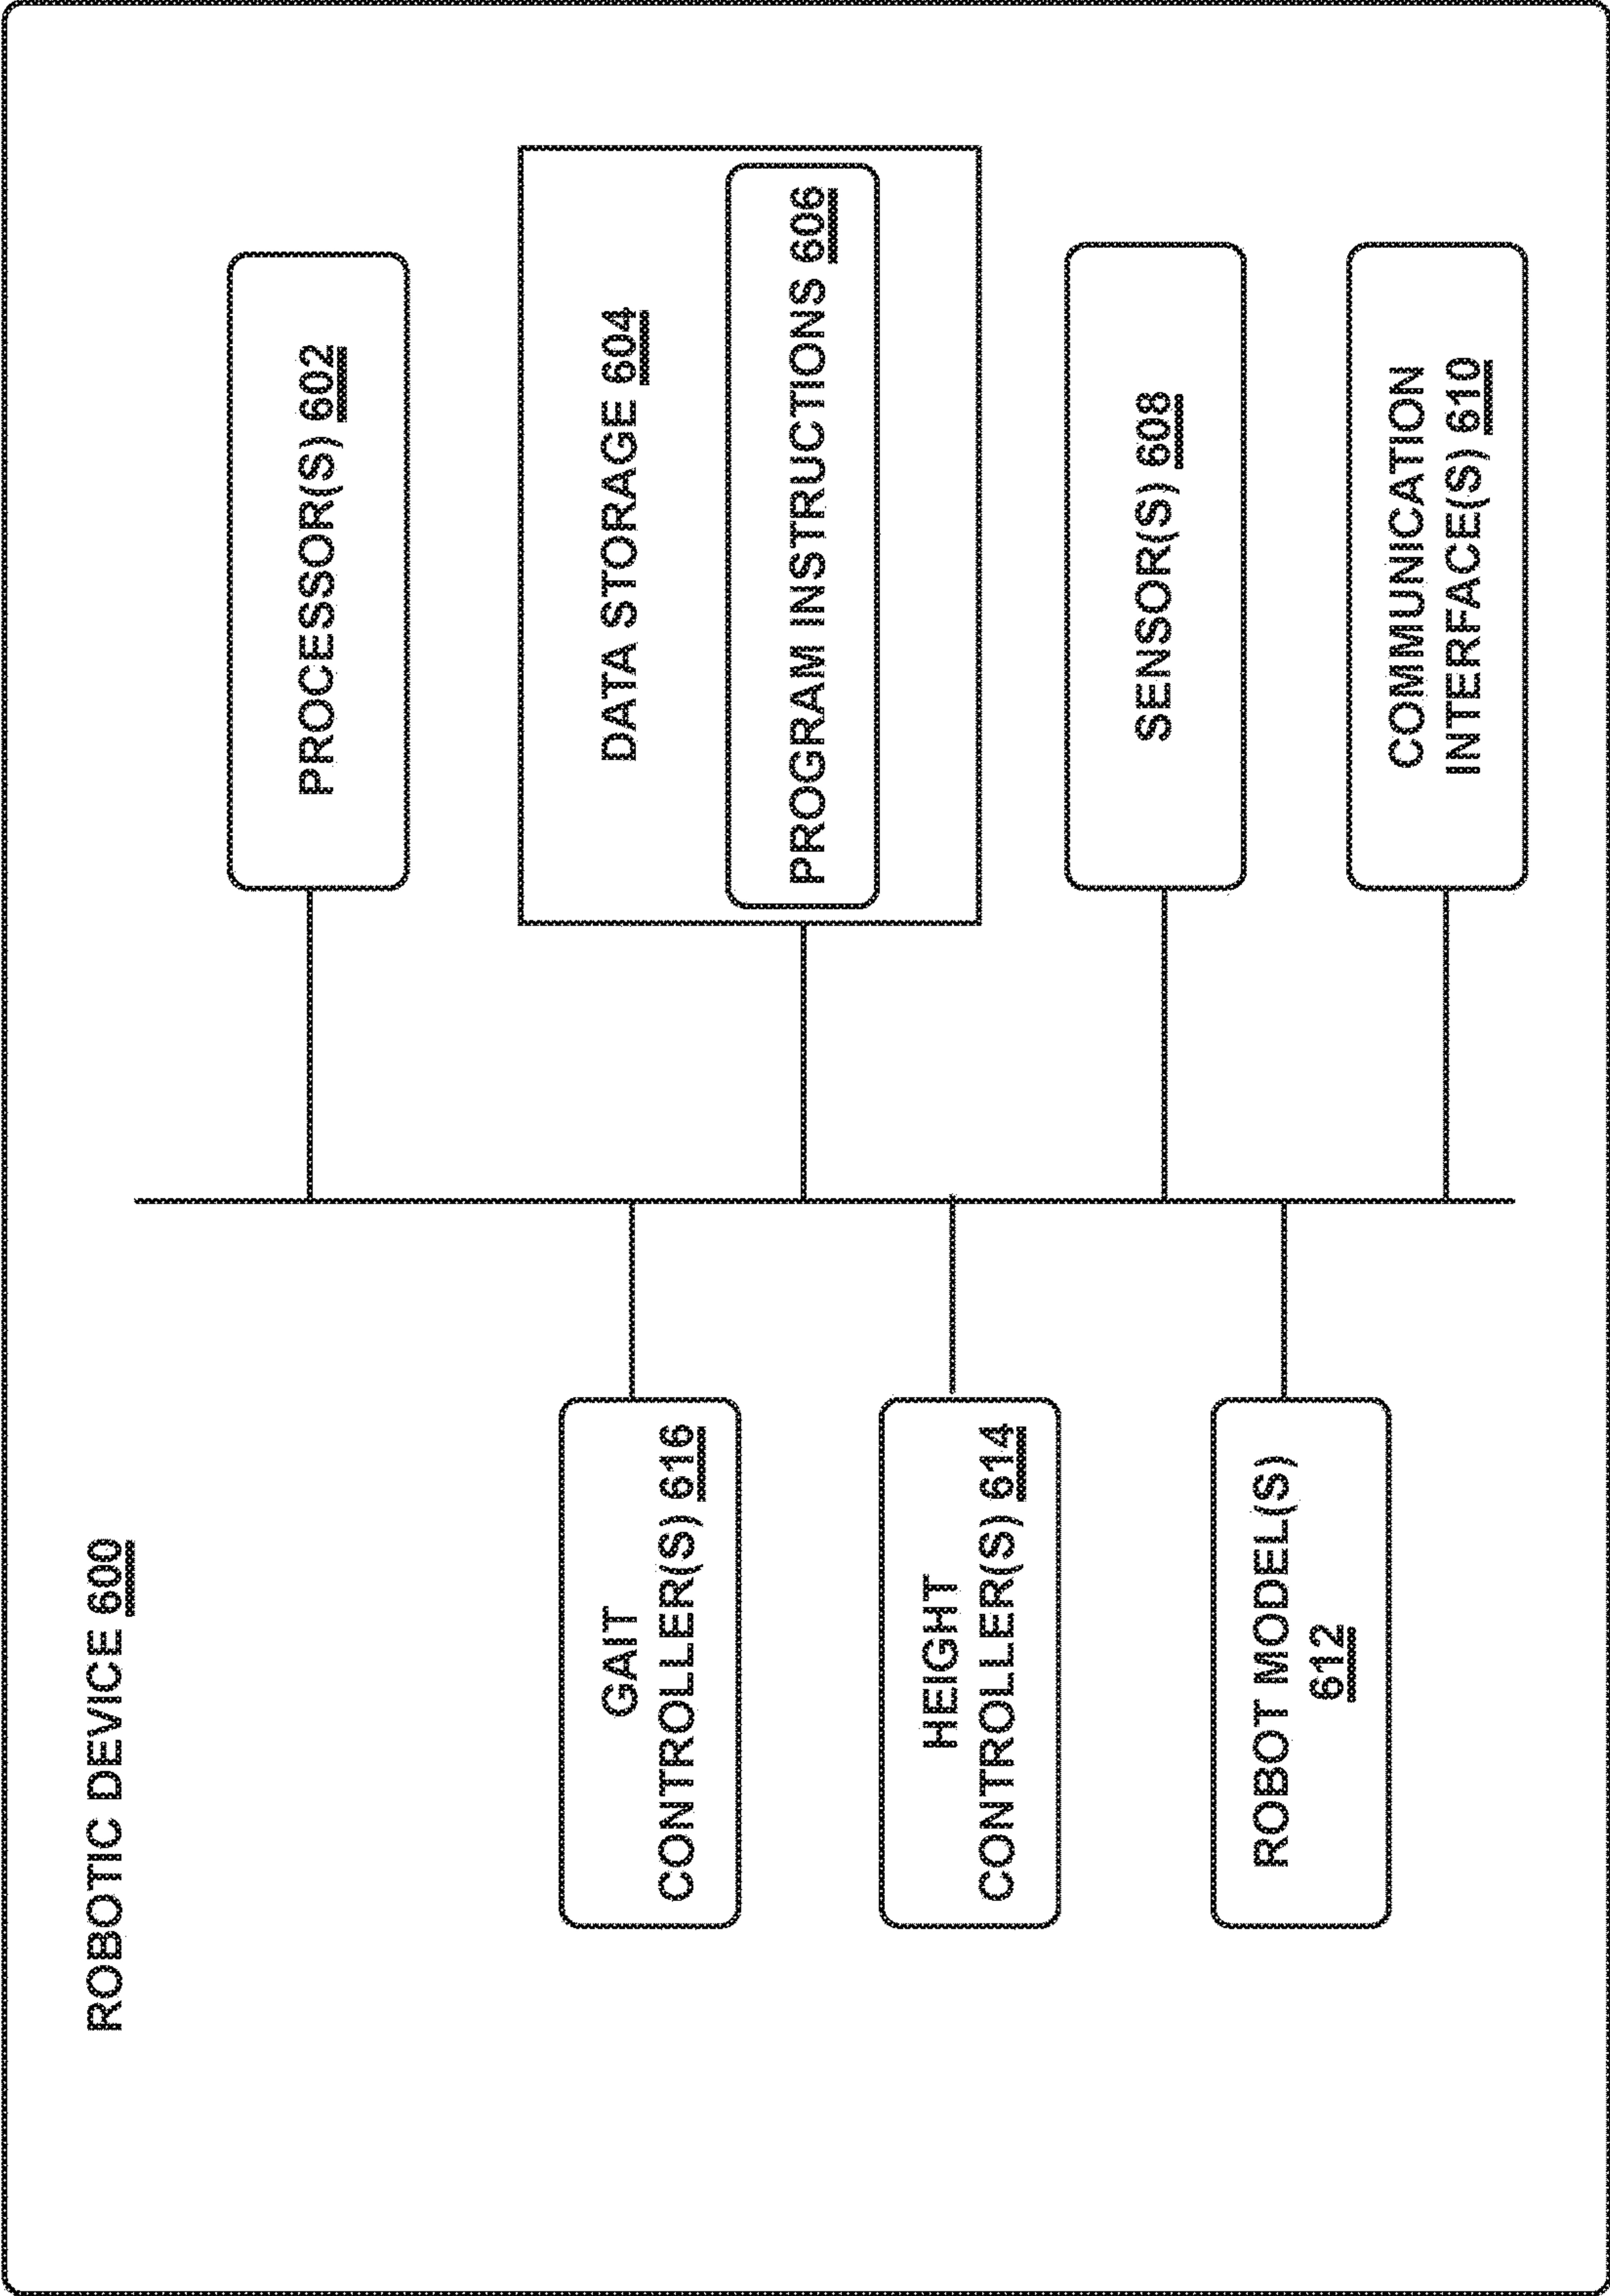 ROBOTIC DEVICE 600
PROCESSOR(S) 602
DATA STORAGE 604
PROGRAM INSTRUCTIONS 606
SENSOR(S) 608
COMMUNICATION
INTERFACE(S) 610
GAIT
CONTROLLER(S) 616
HEIGHT
CONTROLLER(S) 614
ROBOT MODEL(S)
612